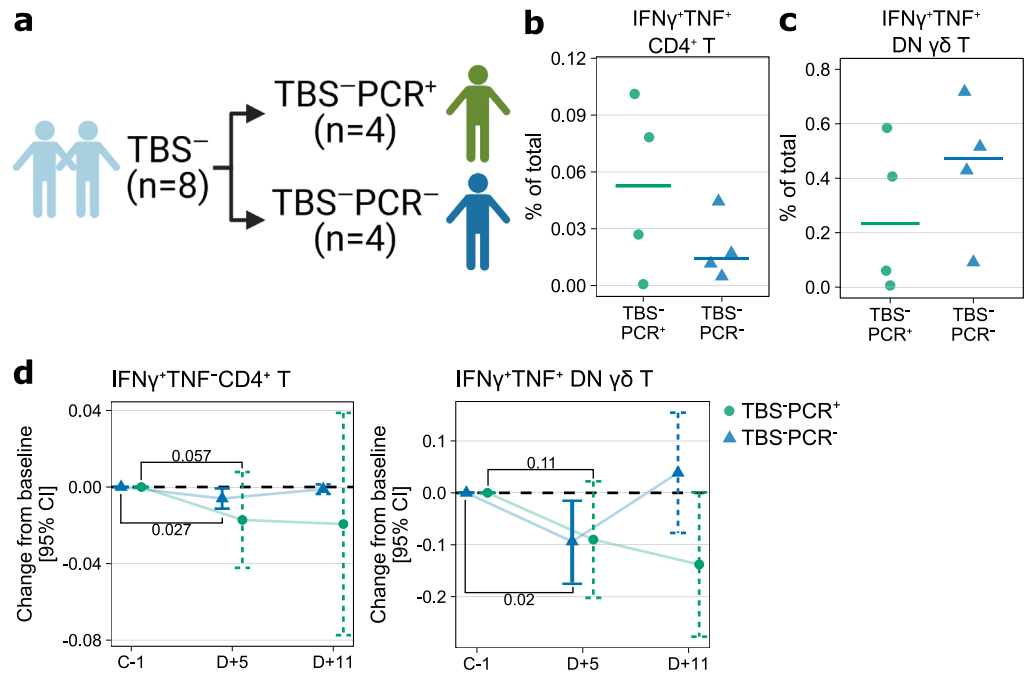 a
TBS⁻
(n=8)
TBS⁻PCR⁺
(n=4)
TBS⁻PCR⁻
(n=4)
b
IFNγ⁺TNF⁺
CD4⁺ T
% of total
0.12
0.09
0.06
0.03
0.00
TBS⁻
PCR⁺
TBS⁻
PCR⁻
c
IFNγ⁺TNF⁺
DN γδ T
% of total
0.8
0.6
0.4
0.2
0.0
TBS⁻
PCR⁺
TBS⁻
PCR⁻
d
IFNγ⁺TNF⁻CD4⁺ T
Change from baseline
[95% CI]
0.04
0.00
-0.04
-0.08
0.057
0.027
C-1
D+5
D+11
IFNγ⁺TNF⁺ DN γδ T
Change from baseline
[95% CI]
0.1
0.0
-0.1
-0.2
0.11
0.02
C-1
D+5
D+11
TBS⁻PCR⁺
TBS⁻PCR⁻